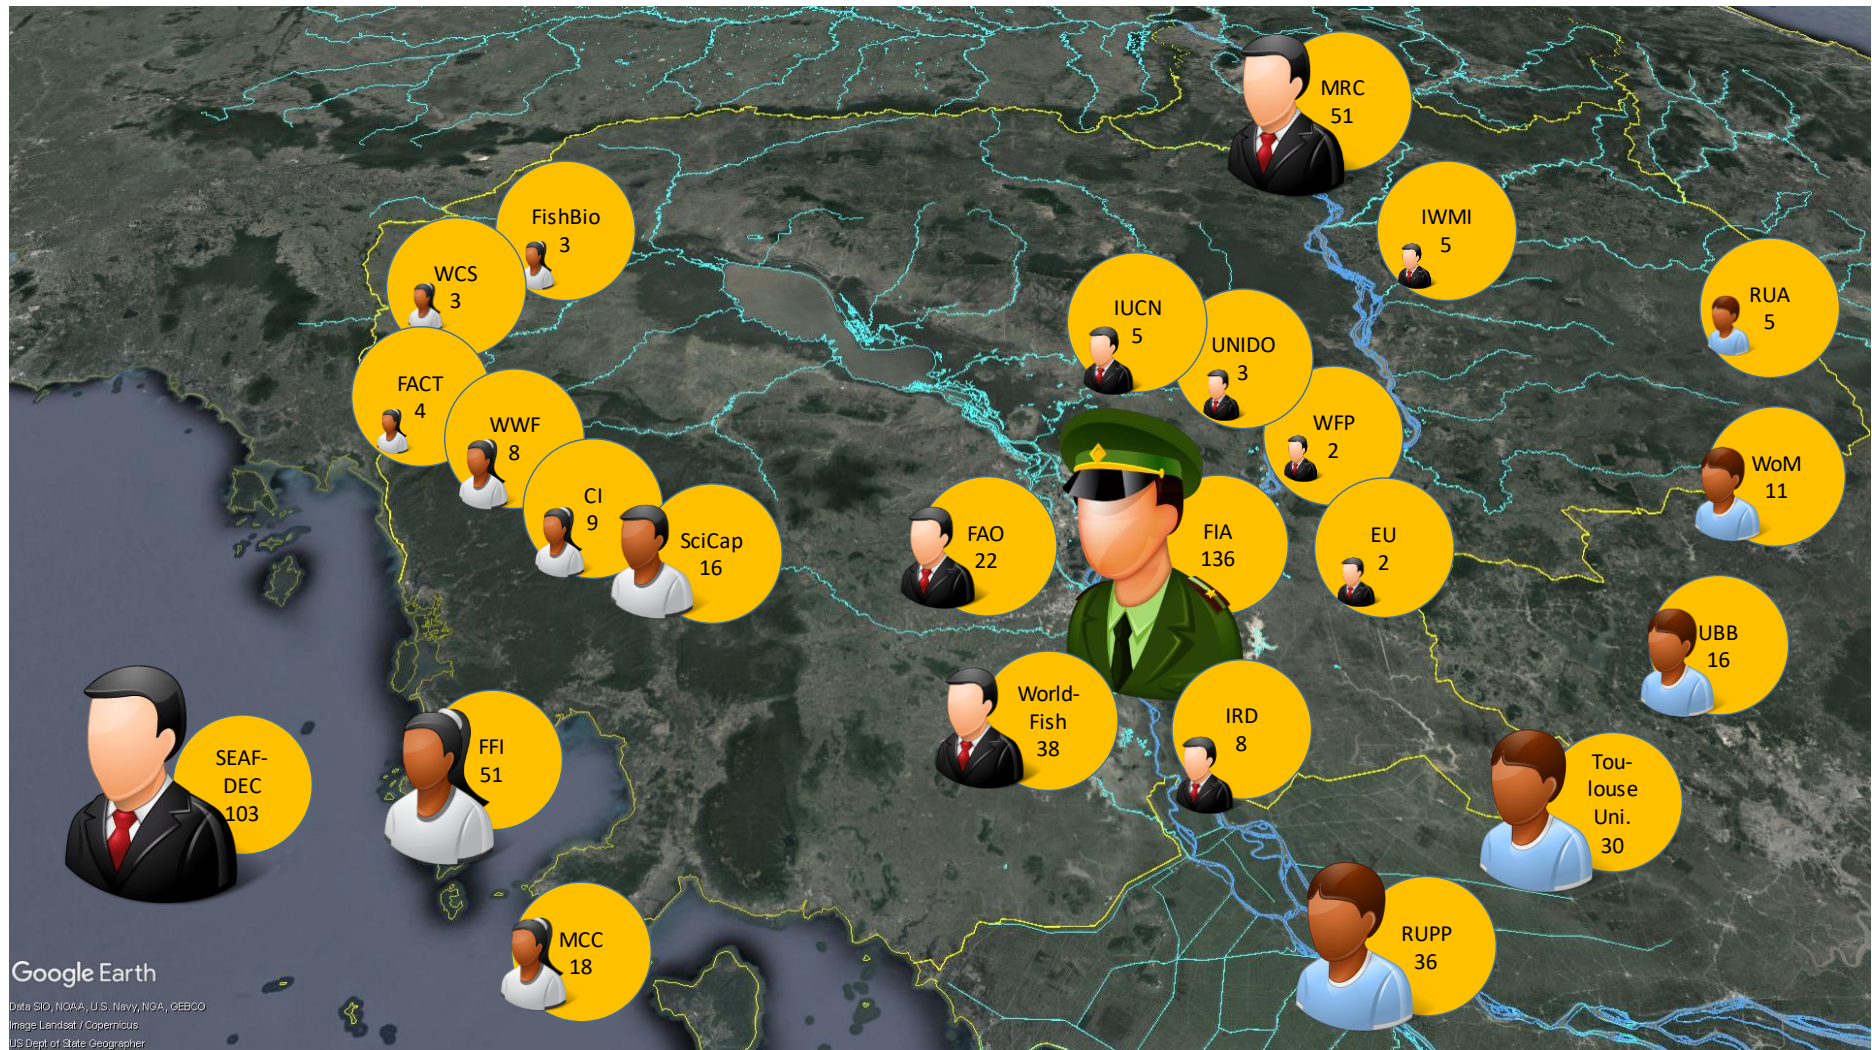 MRC
51
FishBio
3
IWMI
5
WCS
3
RUA
5
IUCN
5
UNIDO
3
FACT
4
WWF
8
WFP
2
WoM
11
CI
9
SciCap
16
FAO
22
FIA
136
EU
2
UBB
16
World-
Fish
38
IRD
8
SEAF-
DEC
103
FFI
51
Tou-
louse
Uni.
30
MCC
18
RUPP
36
Google Earth
Data SIO, NOAA, U.S. Navy, NGA, GEBCO
Image Landsat / Copernicus
US Dept of State Geographer